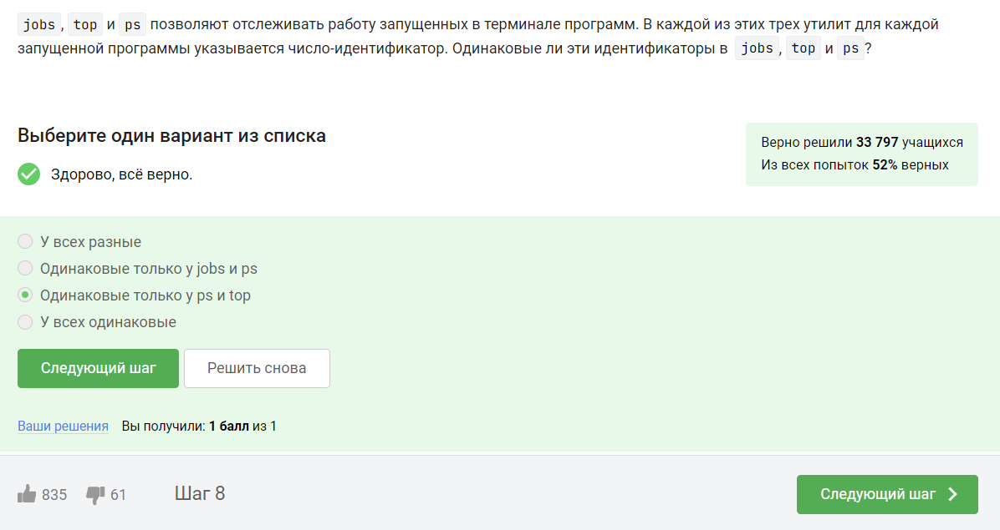 jobs, top и ps позволяют отслеживать работу запущенных в терминале программ. В каждой из этих трех утилит для каждой
запущенной программы указывается число-идентификатор. Одинаковые ли эти идентификаторы в jobs, top и ps?
Выберите один вариант из списка
Здорово, всё верно.
Верно решили 33 797 учащихся
Из всех попыток 52% верных
У всех разные
Одинаковые только у jobs и ps
Одинаковые только у ps и top
У всех одинаковые
Следующий шаг Решить снова
Ваши решения Вы получили: 1 балл из 1
835 61 Шаг 8 Следующий шаг